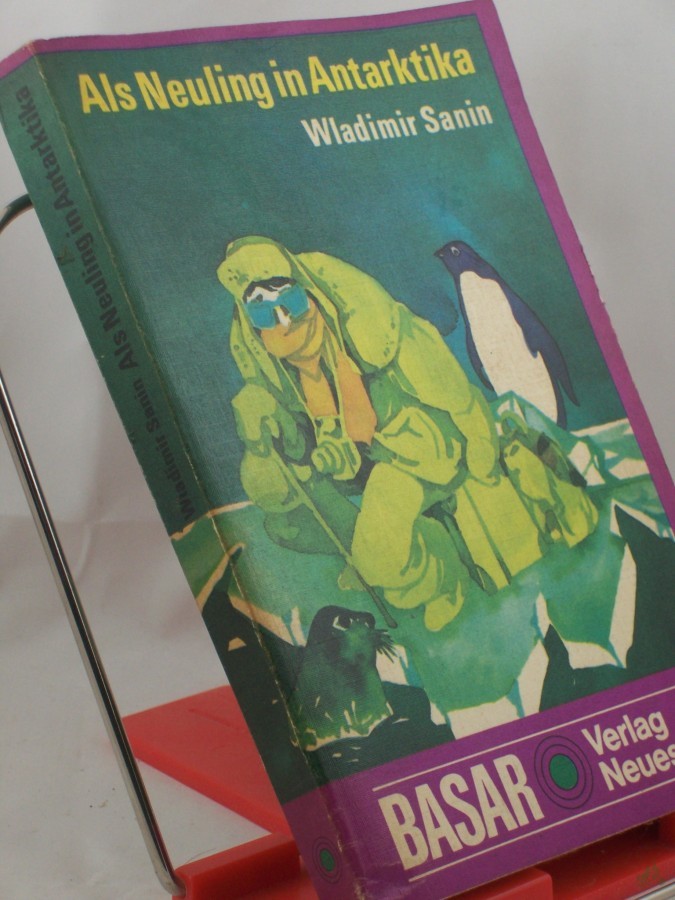 Als Neuling in Antarktika
Wladimir Sanin
BASAR
Verlag
Neues
Wladimir Sanin Als Neuling in Antarktika